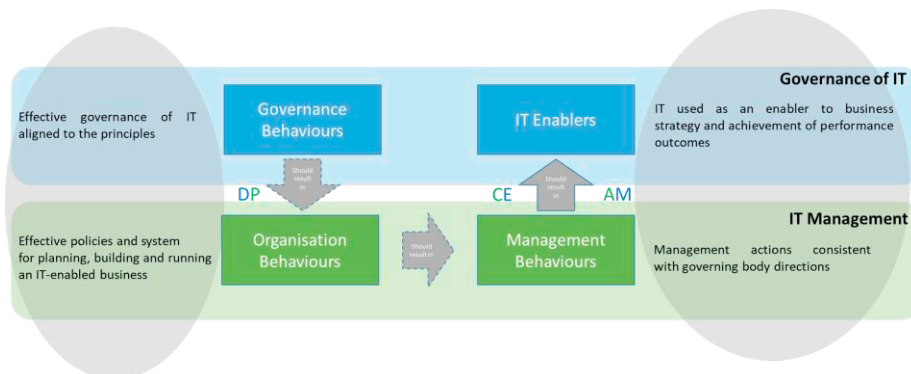 Governance of IT
Effective governance of IT
aligned to the principles
Governance
Behaviours
IT Enablers
IT used as an enabler to business
strategy and achievement of performance
outcomes
Should
result
in
Should
result
in
DP
CE
AM
IT Management
Effective policies and system
for planning, building and running
an IT-enabled business
Organisation
Behaviours
Should
result in
Management
Behaviours
Management actions consistent
with governing body directions